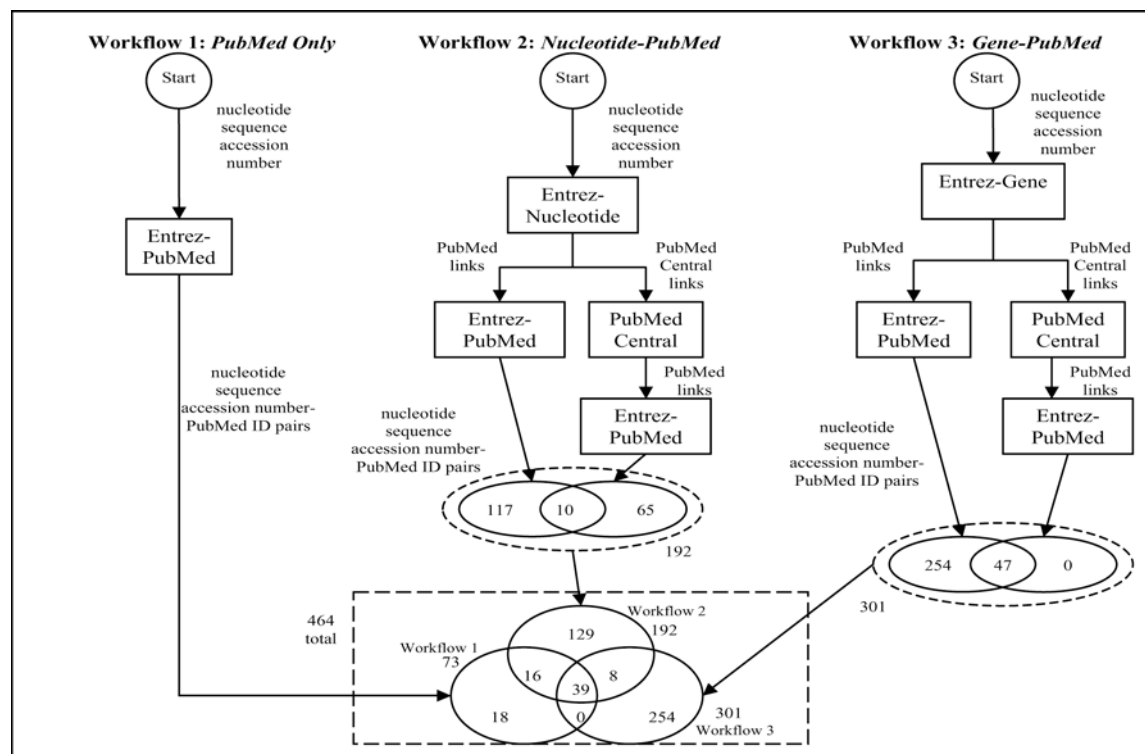 Workflow 1: PubMed Only
Start
nucleotide
sequence
accession
number
Entrez-
PubMed
nucleotide
sequence
accession number-
PubMed ID pairs
Workflow 2: Nucleotide-PubMed
Start
nucleotide
sequence
accession
number
Entrez-
Nucleotide
PubMed
links
PubMed
Central
links
Entrez-
PubMed
PubMed
Central
PubMed
links
Entrez-
PubMed
nucleotide
sequence
accession number-
PubMed ID pairs
117
10
65
192
Workflow 3: Gene-PubMed
Start
nucleotide
sequence
accession
number
Entrez-Gene
PubMed
links
PubMed
Central
links
Entrez-
PubMed
PubMed
Central
PubMed
links
Entrez-
PubMed
nucleotide
sequence
accession number-
PubMed ID pairs
254
47
0
301
464
total
Workflow 2
192
129
Workflow 1
73
16
8
39
18
0
254
301
Workflow 3